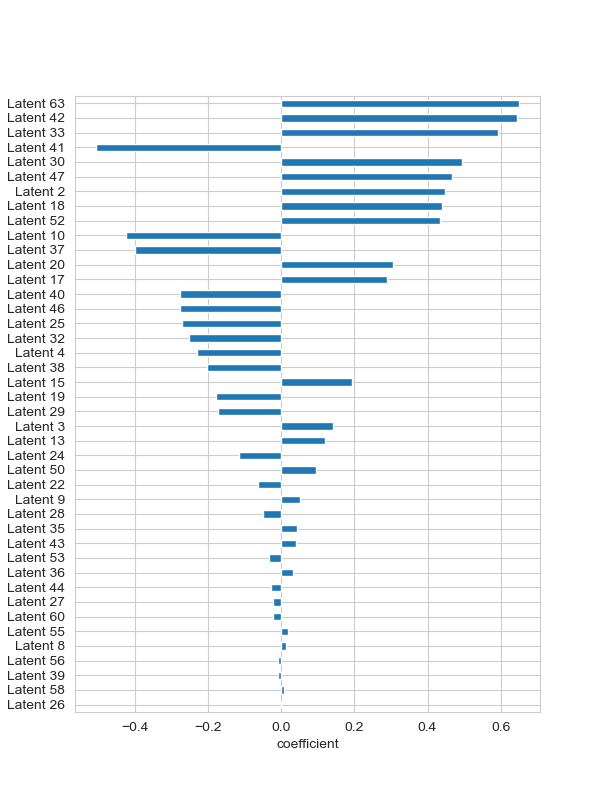 Latent 63
Latent 42
Latent 33
Latent 41
Latent 30
Latent 47
Latent 2
Latent 18
Latent 52
Latent 10
Latent 37
Latent 20
Latent 17
Latent 40
Latent 46
Latent 25
Latent 32
Latent 4
Latent 38
Latent 15
Latent 19
Latent 29
Latent 3
Latent 13
Latent 24
Latent 50
Latent 22
Latent 9
Latent 28
Latent 35
Latent 43
Latent 53
Latent 36
Latent 44
Latent 27
Latent 60
Latent 55
Latent 8
Latent 56
Latent 39
Latent 58
Latent 26
−0.4 −0.2 0.0 0.2 0.4 0.6
coefficient